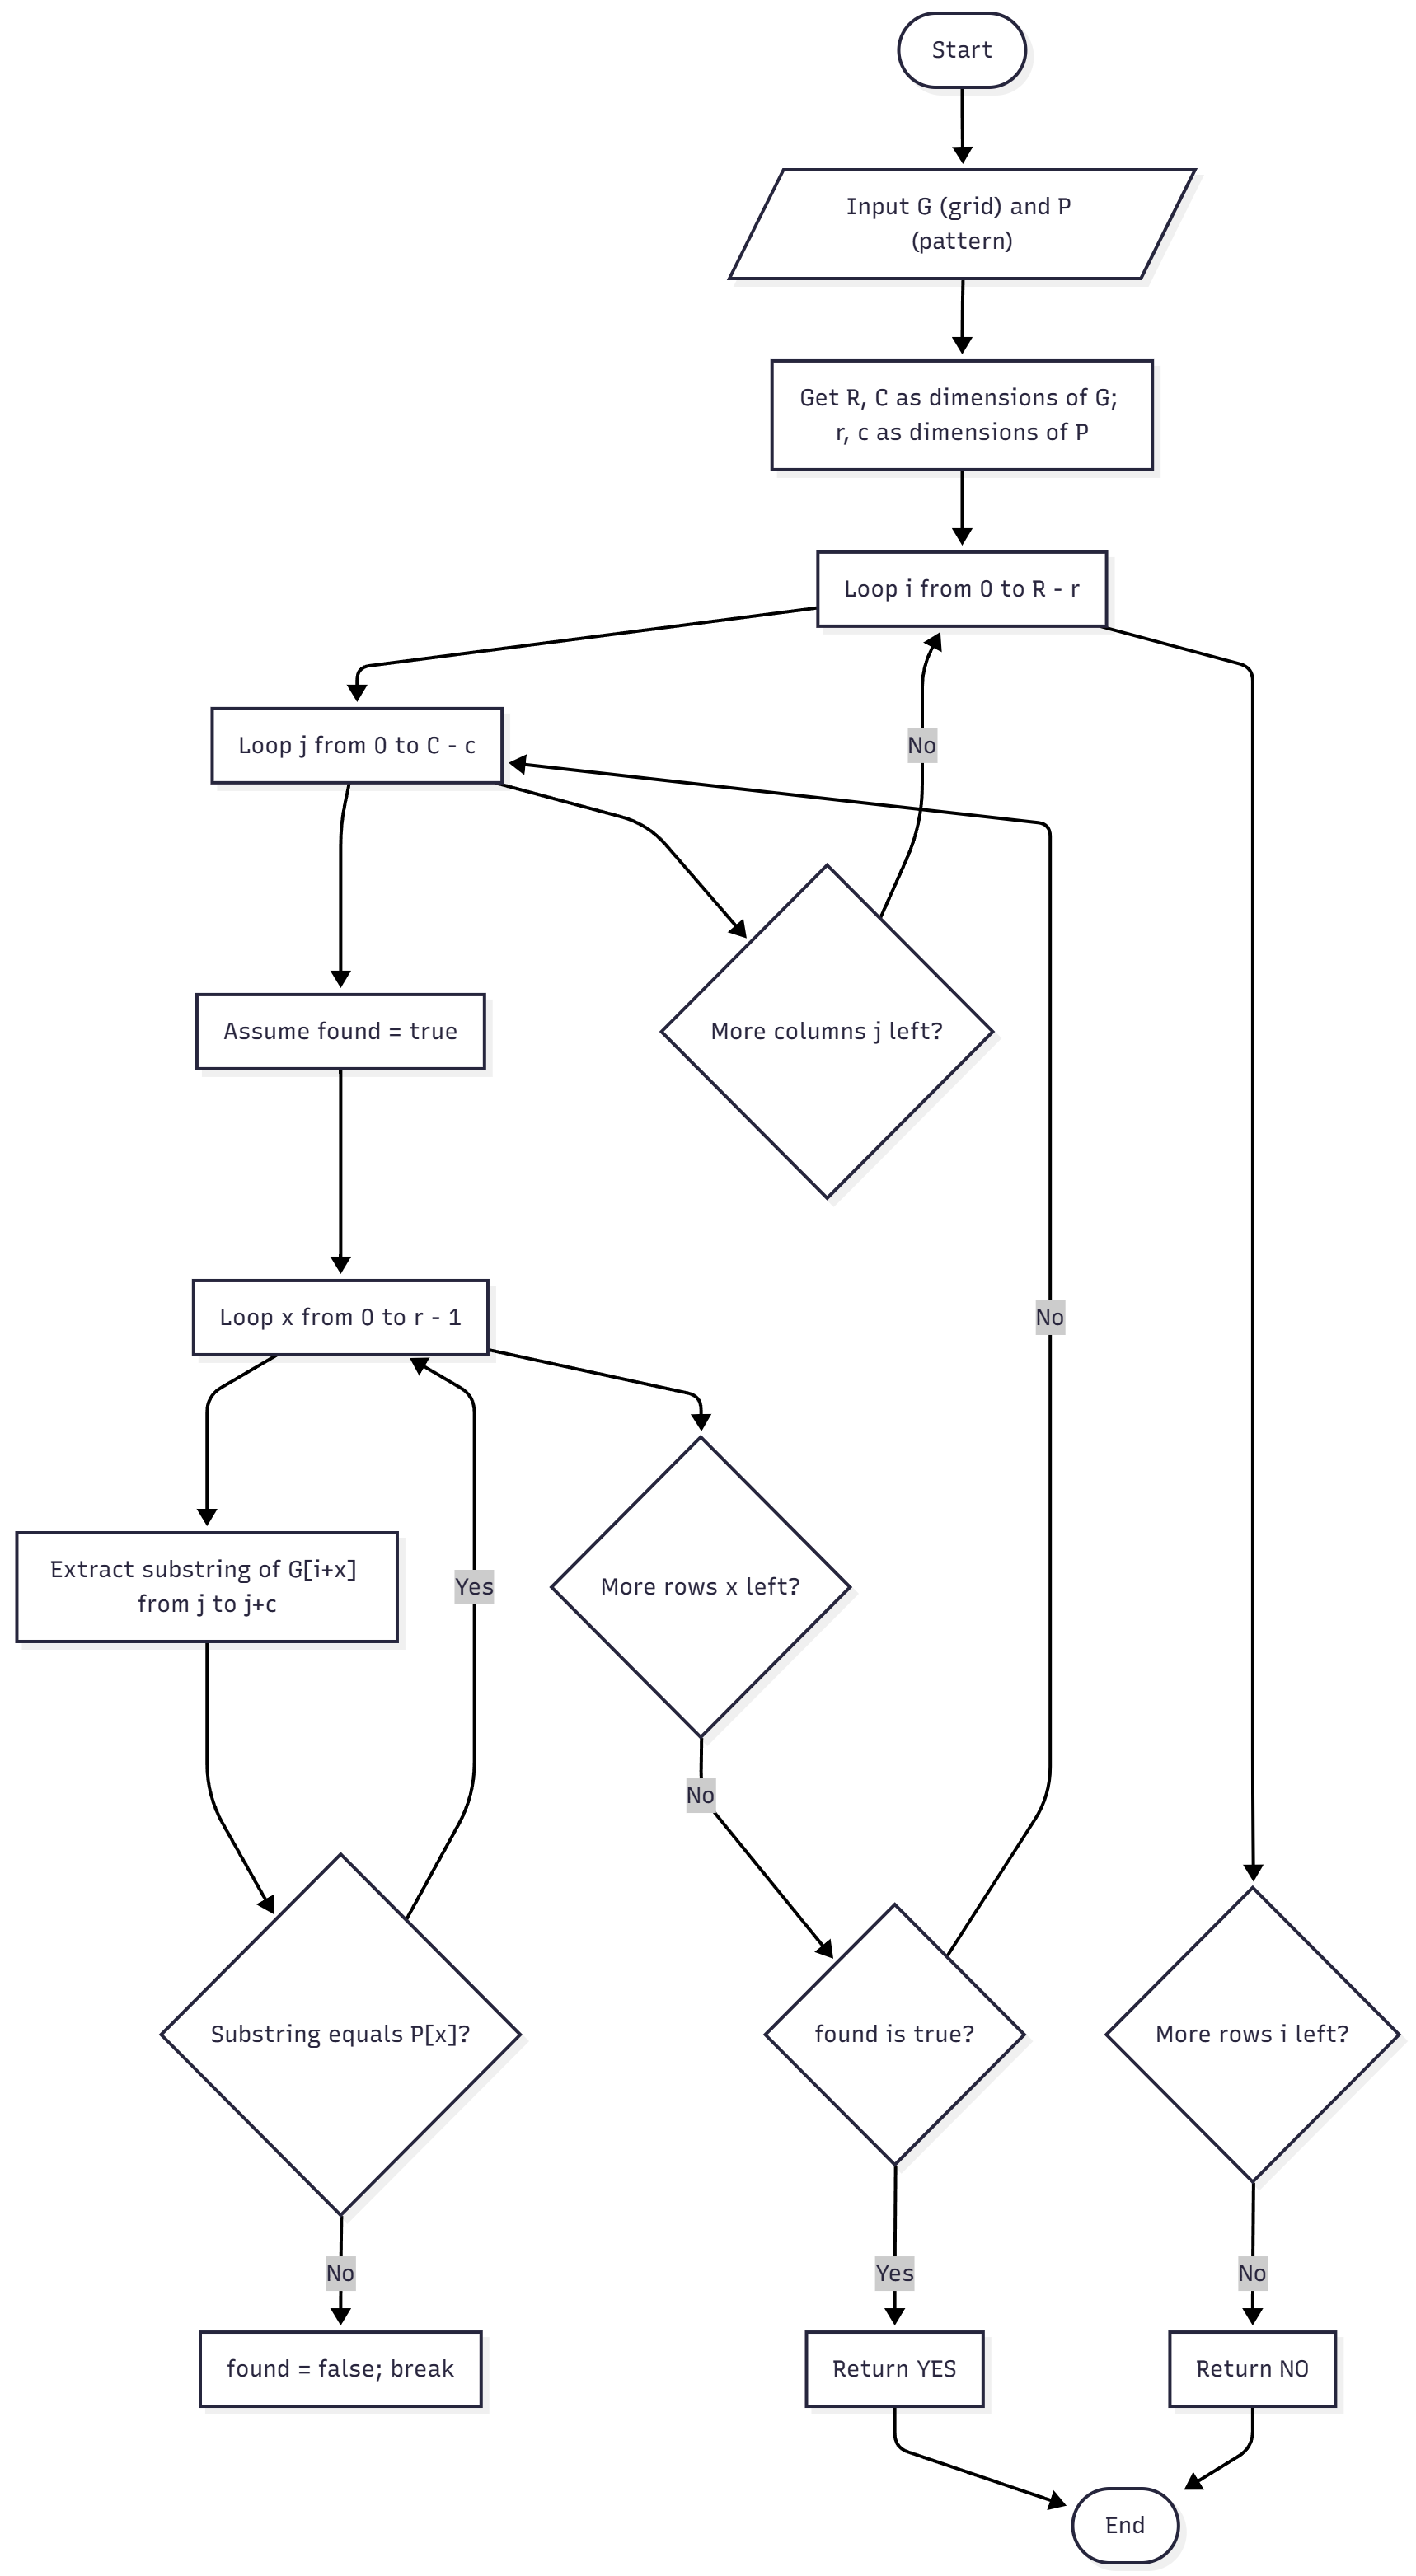 Start
Input G (grid) and P
(pattern)
Get R, C as dimensions of G;
r, c as dimensions of P
Loop i from 0 to R - r
Loop j from 0 to C - c
No
Assume found = true
More columns j left?
Loop x from 0 to r - 1
No
Extract substring of G[i+x]
from j to j+c
Yes
More rows x left?
No
Substring equals P[x]?
found is true?
More rows i left?
No
Yes
No
found = false; break
Return YES
Return NO
End